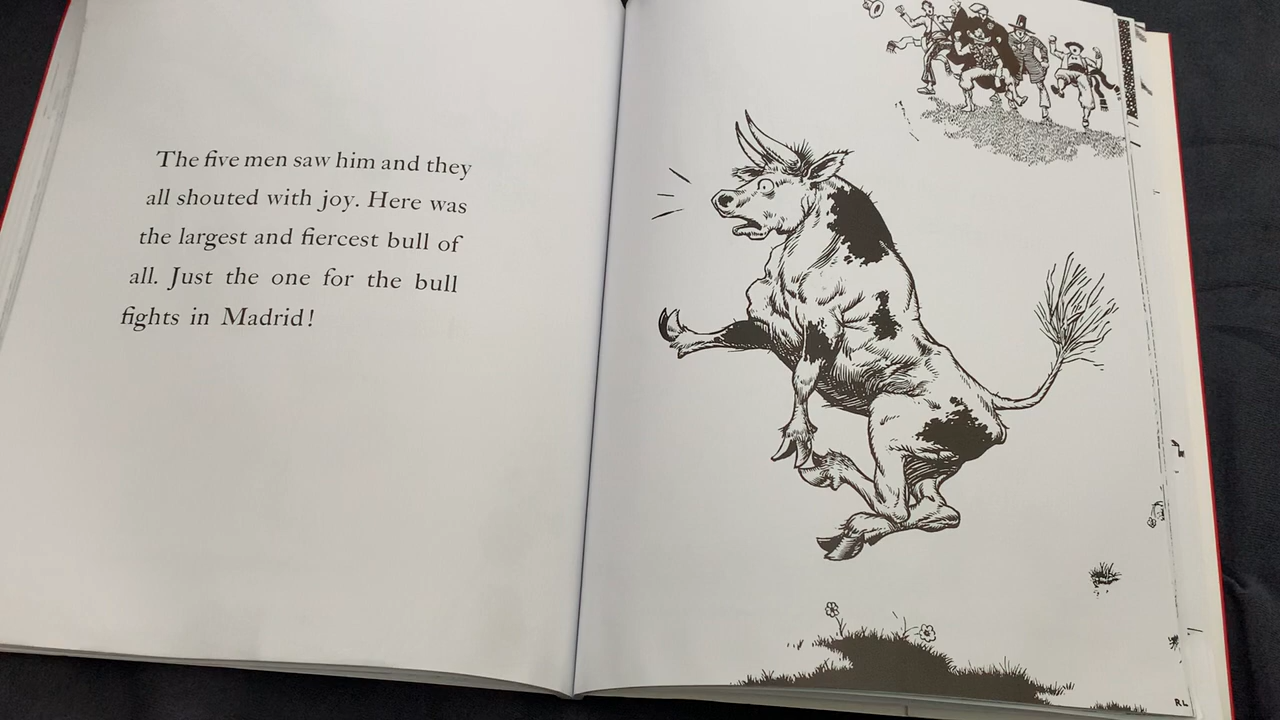 The five men saw him and they
all shouted with joy. Here was
the largest and fiercest bull of
all. Just the one for the bull
fights in Madrid!
R L